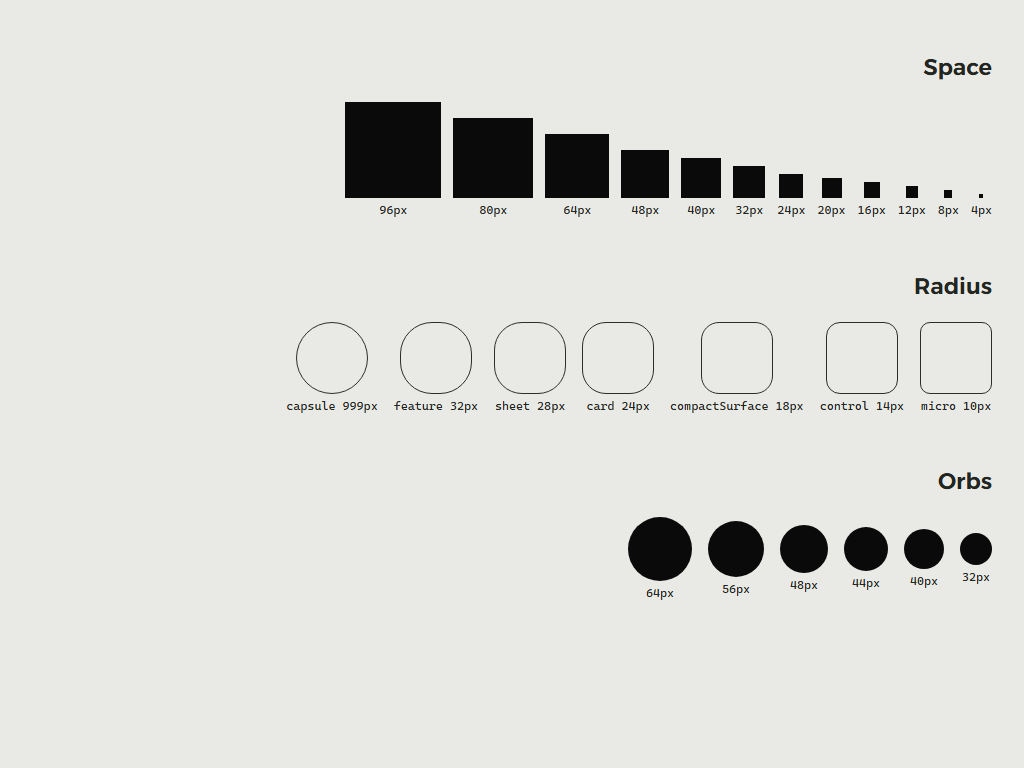 Space
96px 80px 64px 48px 40px 32px 24px 20px 16px 12px 8px 4px
Radius
capsule 999px feature 32px sheet 28px card 24px compactSurface 18px control 14px micro 10px
Orbs
64px 56px 48px 44px 40px 32px